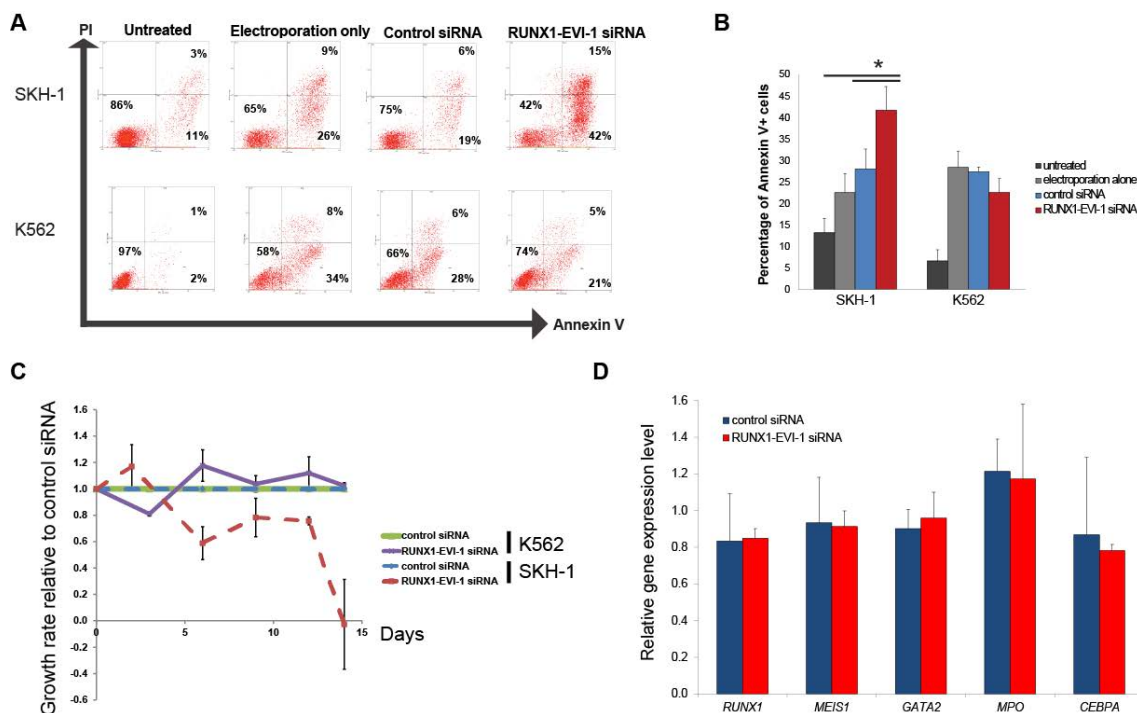 A
PI
Untreated
Electroporation only
Control siRNA
RUNX1-EVI-1 siRNA
SKH-1
3%
86%
11%
9%
65%
26%
6%
75%
19%
15%
42%
42%
K562
1%
97%
2%
8%
58%
34%
6%
66%
28%
5%
74%
21%
Annexin V
B
Percentage of Annexin V+ cells
50
45
40
35
30
25
20
15
10
5
0
*
SKH-1
K562
untreated
electroporation alone
control siRNA
RUNX1-EVI-1 siRNA
C
Growth rate relative to control siRNA
1.6
1.4
1.2
1.0
0.8
0.6
0.4
0.2
0.0
-0.2
-0.4
-0.6
0
5
10
15
Days
control siRNA
RUNX1-EVI-1 siRNA
K562
control siRNA
RUNX1-EVI-1 siRNA
SKH-1
D
Relative gene expression level
1.6
1.4
1.2
1.0
0.8
0.6
0.4
0.2
0.0
control siRNA
RUNX1-EVI-1 siRNA
RUNX1
MEIS1
GATA2
MPO
CEBPA